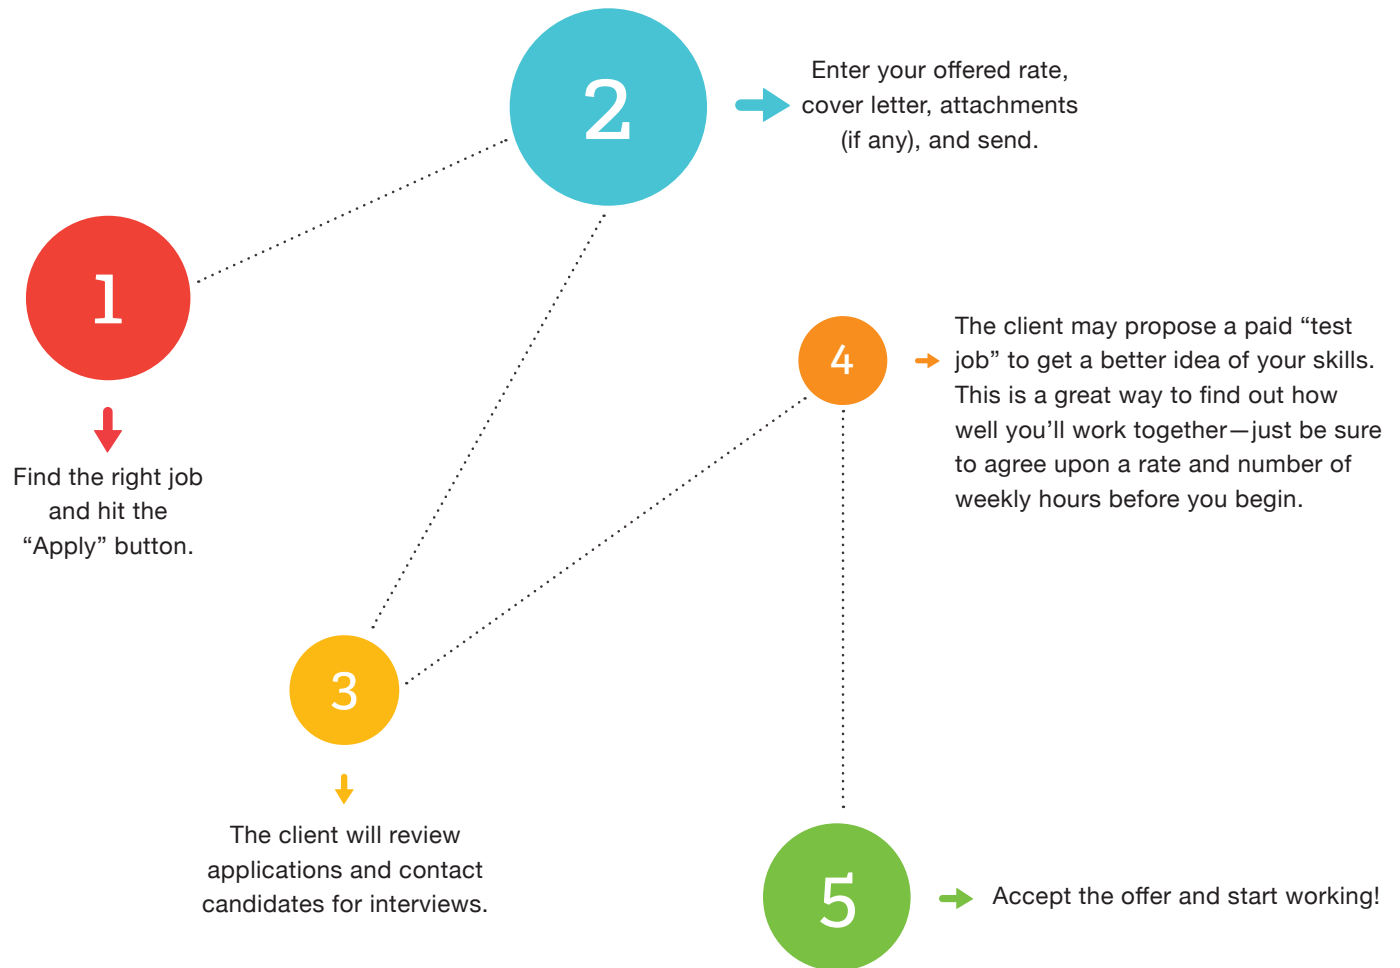 1
Find the right job
and hit the
“Apply” button.
2
Enter your offered rate,
cover letter, attachments
(if any), and send.
3
The client will review
applications and contact
candidates for interviews.
4
The client may propose a paid “test
job” to get a better idea of your skills.
This is a great way to find out how
well you’ll work together—just be sure
to agree upon a rate and number of
weekly hours before you begin.
5
Accept the offer and start working!